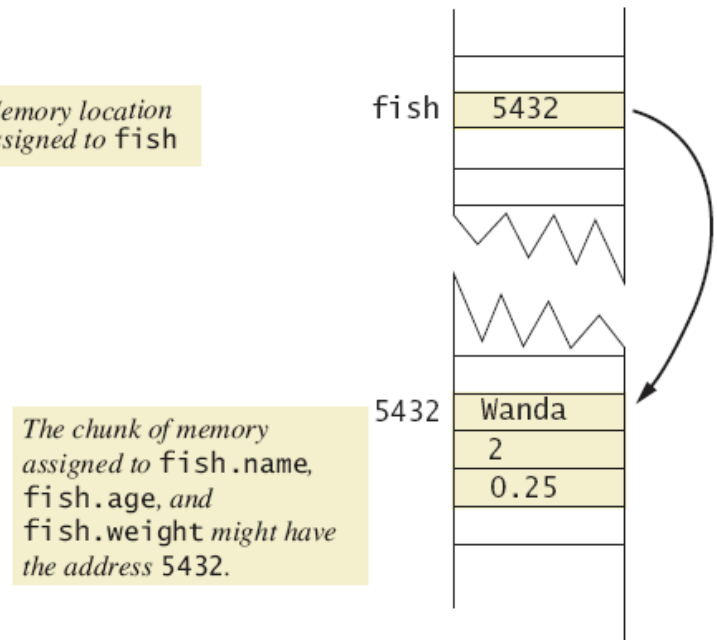 emory location
signed to fish
fish
5432
5432
Wanda
2
0.25
The chunk of memory
assigned to fish.name,
fish.age, and
fish.weight might have
the address 5432.